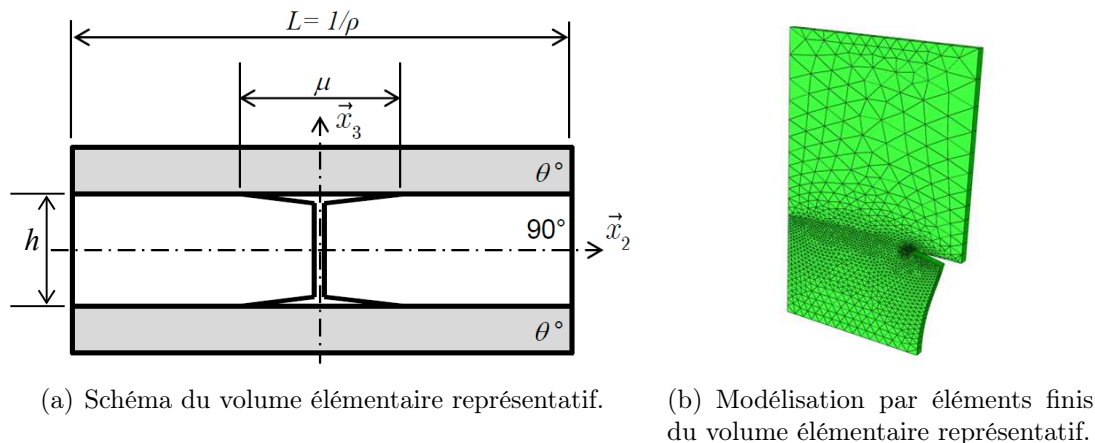 L= 1/ρ
μ
x⃗₃
θ°
h
90°
x⃗₂
θ°
(a) Schéma du volume élémentaire représentatif.
(b) Modélisation par éléments finis
du volume élémentaire représentatif.